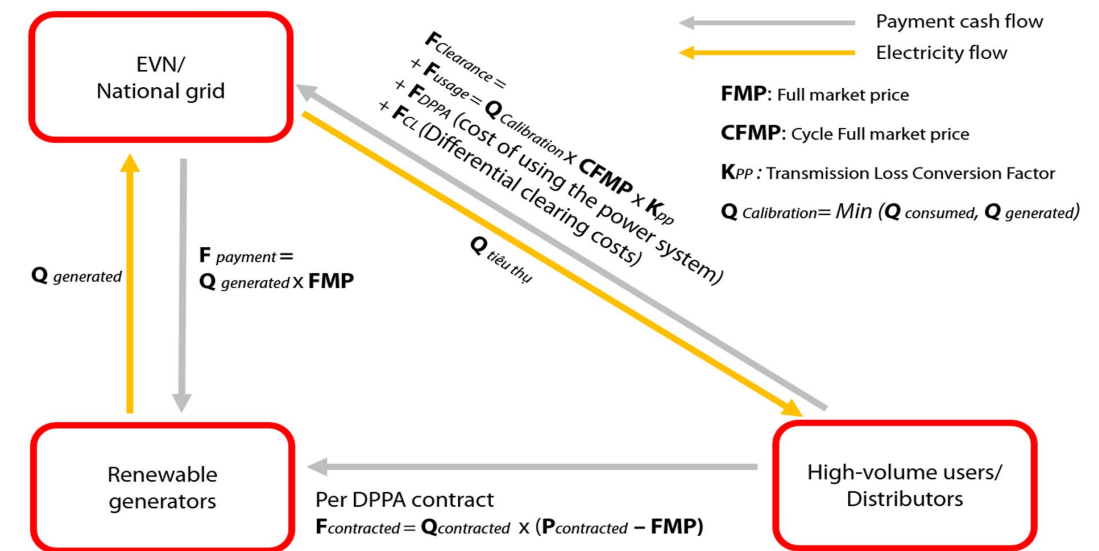 EVN/
National grid
Payment cash flow
Electricity flow
FMP: Full market price
CFMP: Cycle Full market price
KPP : Transmission Loss Conversion Factor
Q Calibration= Min (Q consumed, Q generated)
FClearance =
+ Fusage= QCalibration x CFMP x Kpp
+ FDPPA (cost of using the power system)
+ FCL (Differential clearing costs)
Q tiêu thụ
Q generated
F payment =
Q generated x FMP
Renewable
generators
Per DPPA contract
Fcontracted = Qcontracted x (Pcontracted – FMP)
High-volume users/
Distributors